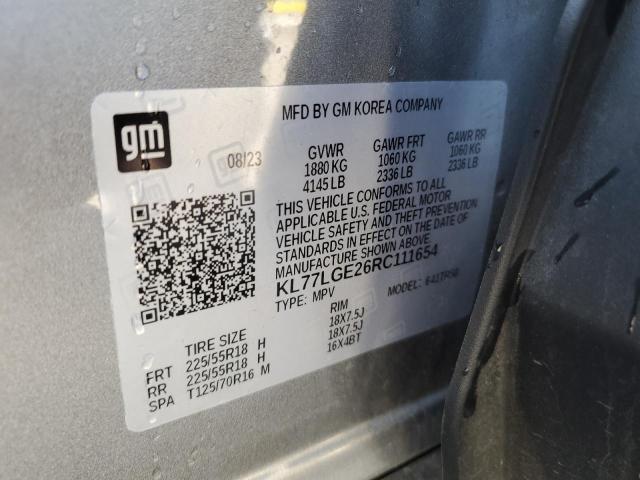 MFD BY GM KOREA COMPANY
gm
08/23
GVWR GAWR FRT GAWR RR
1880 KG 1060 KG 1060 KG
4145 LB 2336 LB 2336 LB
THIS VEHICLE CONFORMS TO ALL
APPLICABLE U.S. FEDERAL MOTOR
VEHICLE SAFETY AND THEFT PREVENTION
STANDARDS IN EFFECT ON THE DATE OF
MANUFACTURE SHOWN ABOVE.
KL77LGE26RC111654
TYPE: MPV MODEL:
TIRE SIZE RIM
FRT 225/55R18 H 18X7.5J
RR 225/55R18 H 18X7.5J
SPA T125/70R16 M 16X4BT